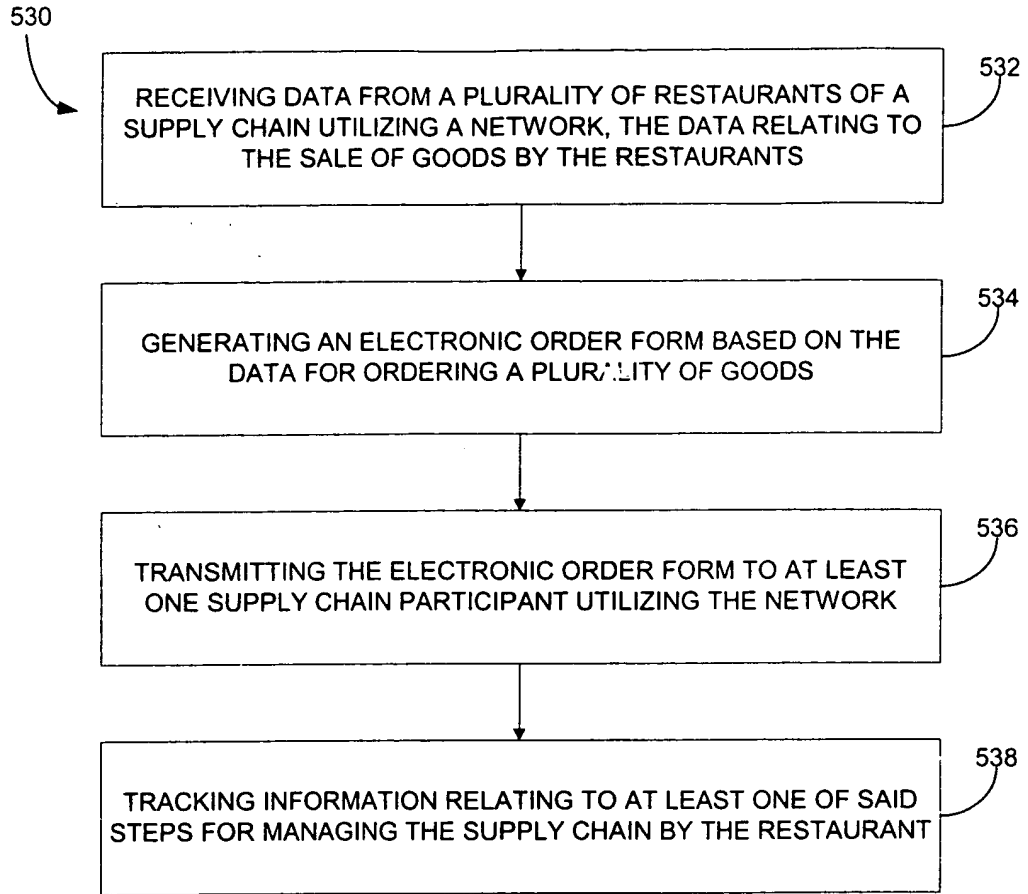 530
532
RECEIVING DATA FROM A PLURALITY OF RESTAURANTS OF A
SUPPLY CHAIN UTILIZING A NETWORK, THE DATA RELATING TO
THE SALE OF GOODS BY THE RESTAURANTS
534
GENERATING AN ELECTRONIC ORDER FORM BASED ON THE
DATA FOR ORDERING A PLURALITY OF GOODS
536
TRANSMITTING THE ELECTRONIC ORDER FORM TO AT LEAST
ONE SUPPLY CHAIN PARTICIPANT UTILIZING THE NETWORK
538
TRACKING INFORMATION RELATING TO AT LEAST ONE OF SAID
STEPS FOR MANAGING THE SUPPLY CHAIN BY THE RESTAURANT